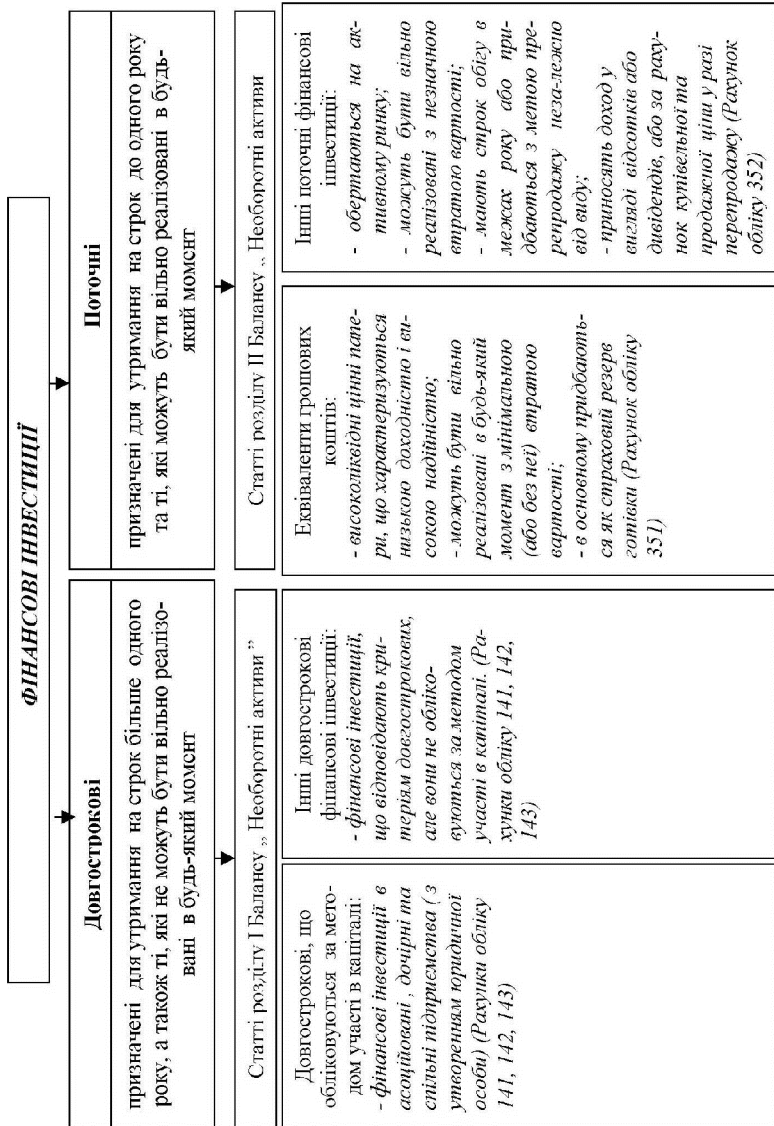 ФІНАНСОВІ ІНВЕСТИЦІЇ
Довгострокові
призначені для утримання на строк більше одного
року, а також ті, які не можуть бути вільно реалізо-
вані в будь-який момент
Статті розділу І Балансу „ Необоротні активи ”
Довгострокові, що
обліковуються за мето-
дом участі в капіталі:
- фінансові інвестиції в
асоційовані , дочірні та
спільні підприємства ( з
утворенням юридичної
особи) (Рахунки обліку
141, 142, 143)
Інші довгострокові
фінансові інвестиції:
- фінансові інвестиції,
що відповідають кри-
теріям довгострокових,
але вони не обліко-
вуються за методом
участі в капіталі. (Ра-
хунки обліку 141, 142,
143)
Поточні
призначені для утримання на строк до одного року
та ті, які можуть бути вільно реалізовані в будь-
який момент
Статті розділу ІІ Балансу „ Необоротні активи
Еквіваленти грошових
коштів:
- високоліквідні цінні папе-
ри, що характеризуються
низькою доходністю і ви-
сокою надійністю;
- можуть бути вільно
реалізовані в будь-який
момент з мінімальною
(або без неї) втратою
вартості;
- в основному придбають-
ся як страховий резерв
готівки (Рахунок обліку
351)
Інші поточні фінансові
інвестиції:
- обертаються на ак-
тивному ринку;
- можуть бути вільно
реалізовані з незначною
втратою вартості;
- мають строк обігу в
межах року або при-
дбаються з метою пе-
репродажу неза-лежно
від виду;
- приносять доход у
вигляді відсотків або
дивідендів, або за раху-
нок купівельної та
продажної ціни у разі
перепродажу (Рахунок
обліку 352)